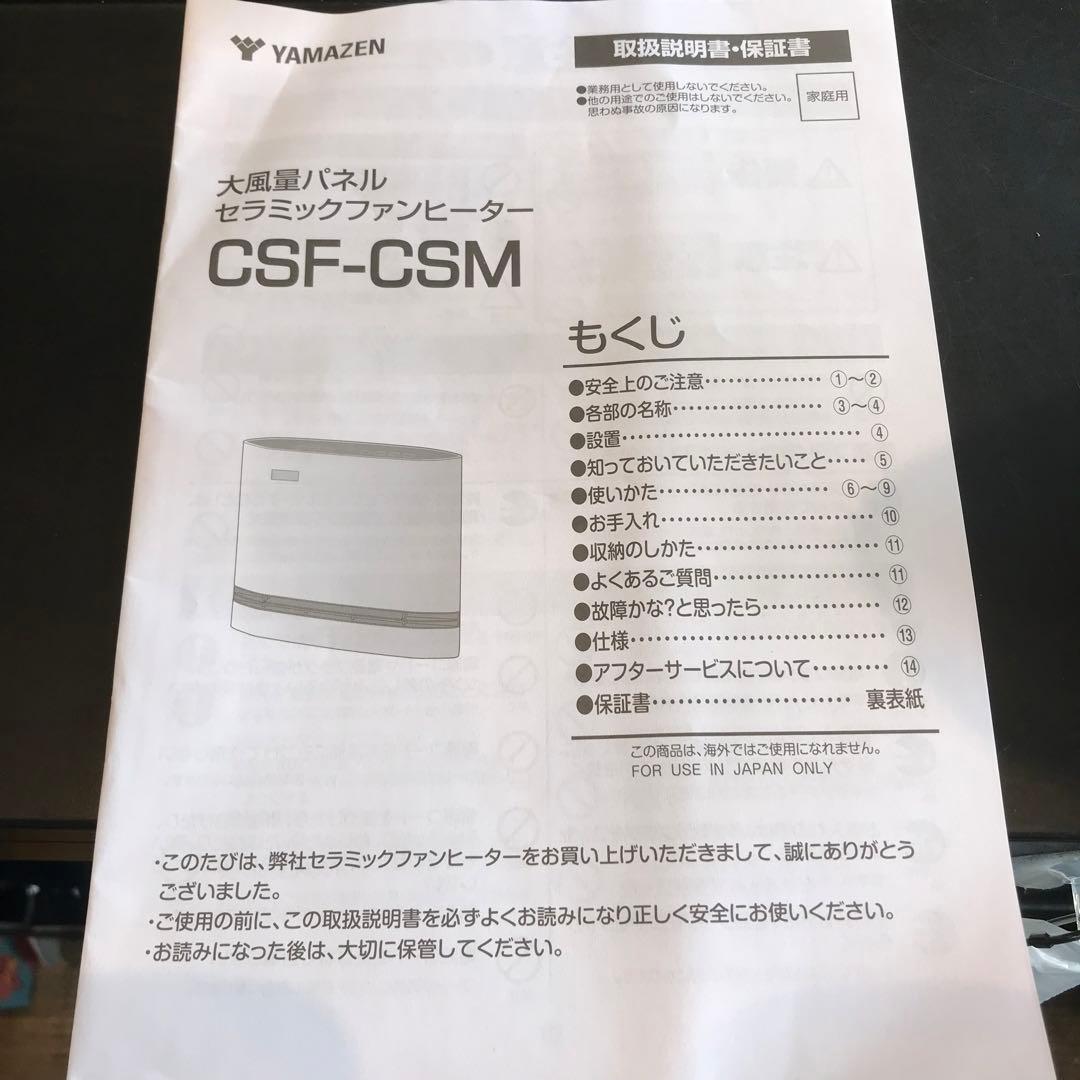 YAMAZEN
取扱説明書・保証書
●業務用として使用しないでください。
●他の用途でのご使用はしないでください。
思わぬ事故の原因になります。
家庭用
大風量パネル
セラミックファンヒーター
CSF-CSM
もくじ
●安全上のご注意・・・・・・・・・・・・・・・ ①〜②
●各部の名称・・・・・・・・・・・・・・・・・・ ③〜④
●設置・・・・・・・・・・・・・・・・・・・・・・・・・・・・・ ④
●知っておいていただきたいこと・・・・・ ⑤
●使いかた・・・・・・・・・・・・・・・・・・・・・ ⑥〜⑨
●お手入れ・・・・・・・・・・・・・・・・・・・・・・・・・・ ⑩
●収納のしかた・・・・・・・・・・・・・・・・・・・・・・ ⑪
●よくあるご質問・・・・・・・・・・・・・・・・・・・・ ⑪
●故障かな?と思ったら・・・・・・・・・・・・・・ ⑫
●仕様・・・・・・・・・・・・・・・・・・・・・・・・・・・・・・ ⑬
●アフターサービスについて・・・・・・・・・ ⑭
●保証書・・・・・・・・・・・・・・・・・・・・・・・ 裏表紙
この商品は、海外ではご使用になれません。
FOR USE IN JAPAN ONLY
・このたびは、弊社セラミックファンヒーターをお買い上げいただきまして、誠にありがとう
ございました。
・ご使用の前に、この取扱説明書を必ずよくお読みになり正しく安全にお使いください。
・お読みになった後は、大切に保管してください。